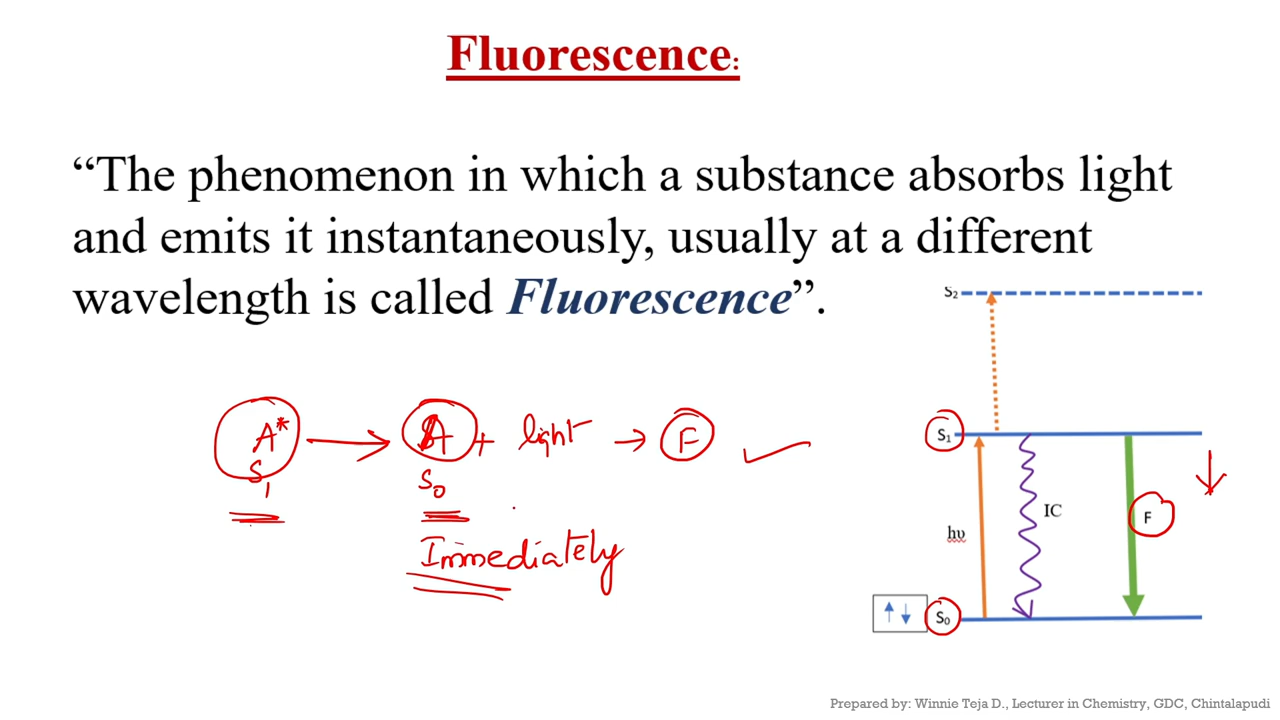 Fluorescence:
“The phenomenon in which a substance absorbs light
and emits it instantaneously, usually at a different
wavelength is called Fluorescence”.
S₂
A* → A + light → F
S₁ S₀
Immediately
S₁
IC
F
hυ
S₀
Prepared by: Winnie Teja D., Lecturer in Chemistry, GDC, Chintalapudi